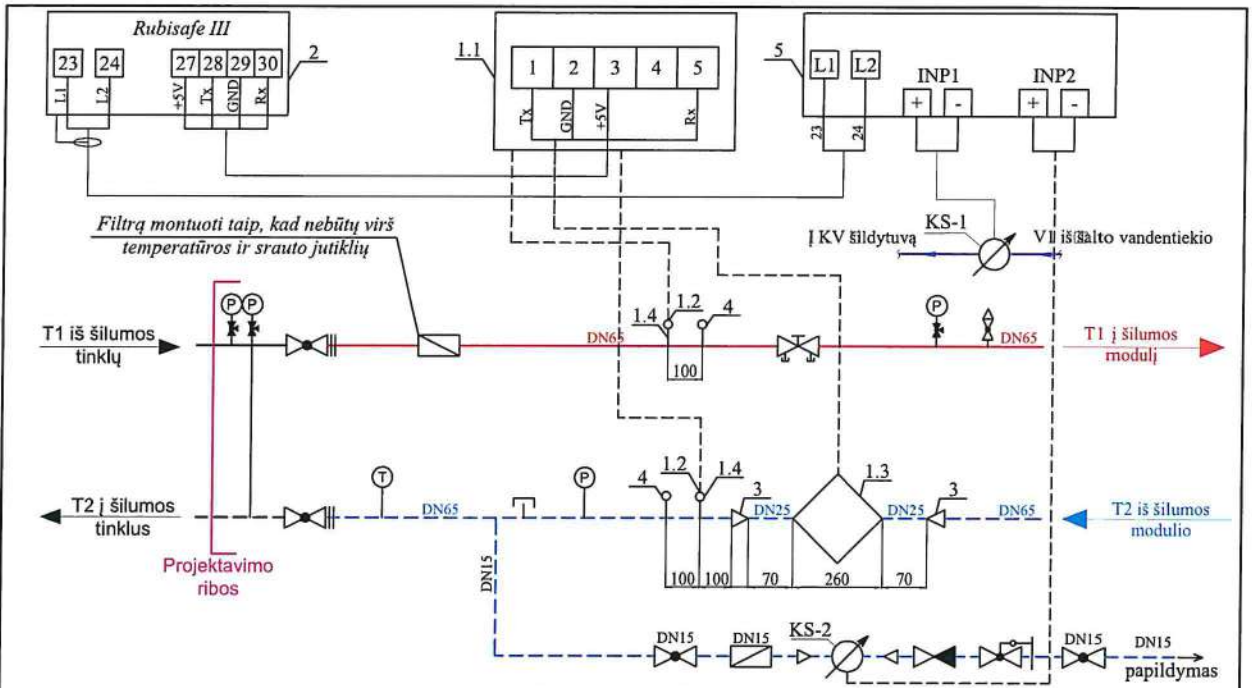 Rubisafe III
23
24
27 28 29 30
L1
L2
+5V
Tx
GND
Rx
2
1.1
1 2 3 4 5
Tx
GND
+5V
Rx
5
L1 L2
INP1
INP2
+ -
+ -
23
24
Filtrą montuoti taip, kad nebūtų virš
temperatūros ir srauto jutiklių
KS-1
Į KV šildytuvą
V1 iš šalto vandentiekio
P P
T1 iš šilumos
tinklų
DN65
1.4
1.2
4
100
P
DN65
T1 į šilumos
modulį
T2 į šilumos
tinklus
T
DN65
P
4
1.2
1.4
3
DN25
1.3
DN25
3
DN65
T2 iš šilumos
modulio
100 100 70 260 70
Projektavimo
ribos
DN15
DN15
DN15
KS-2
DN15
DN15
papildymas